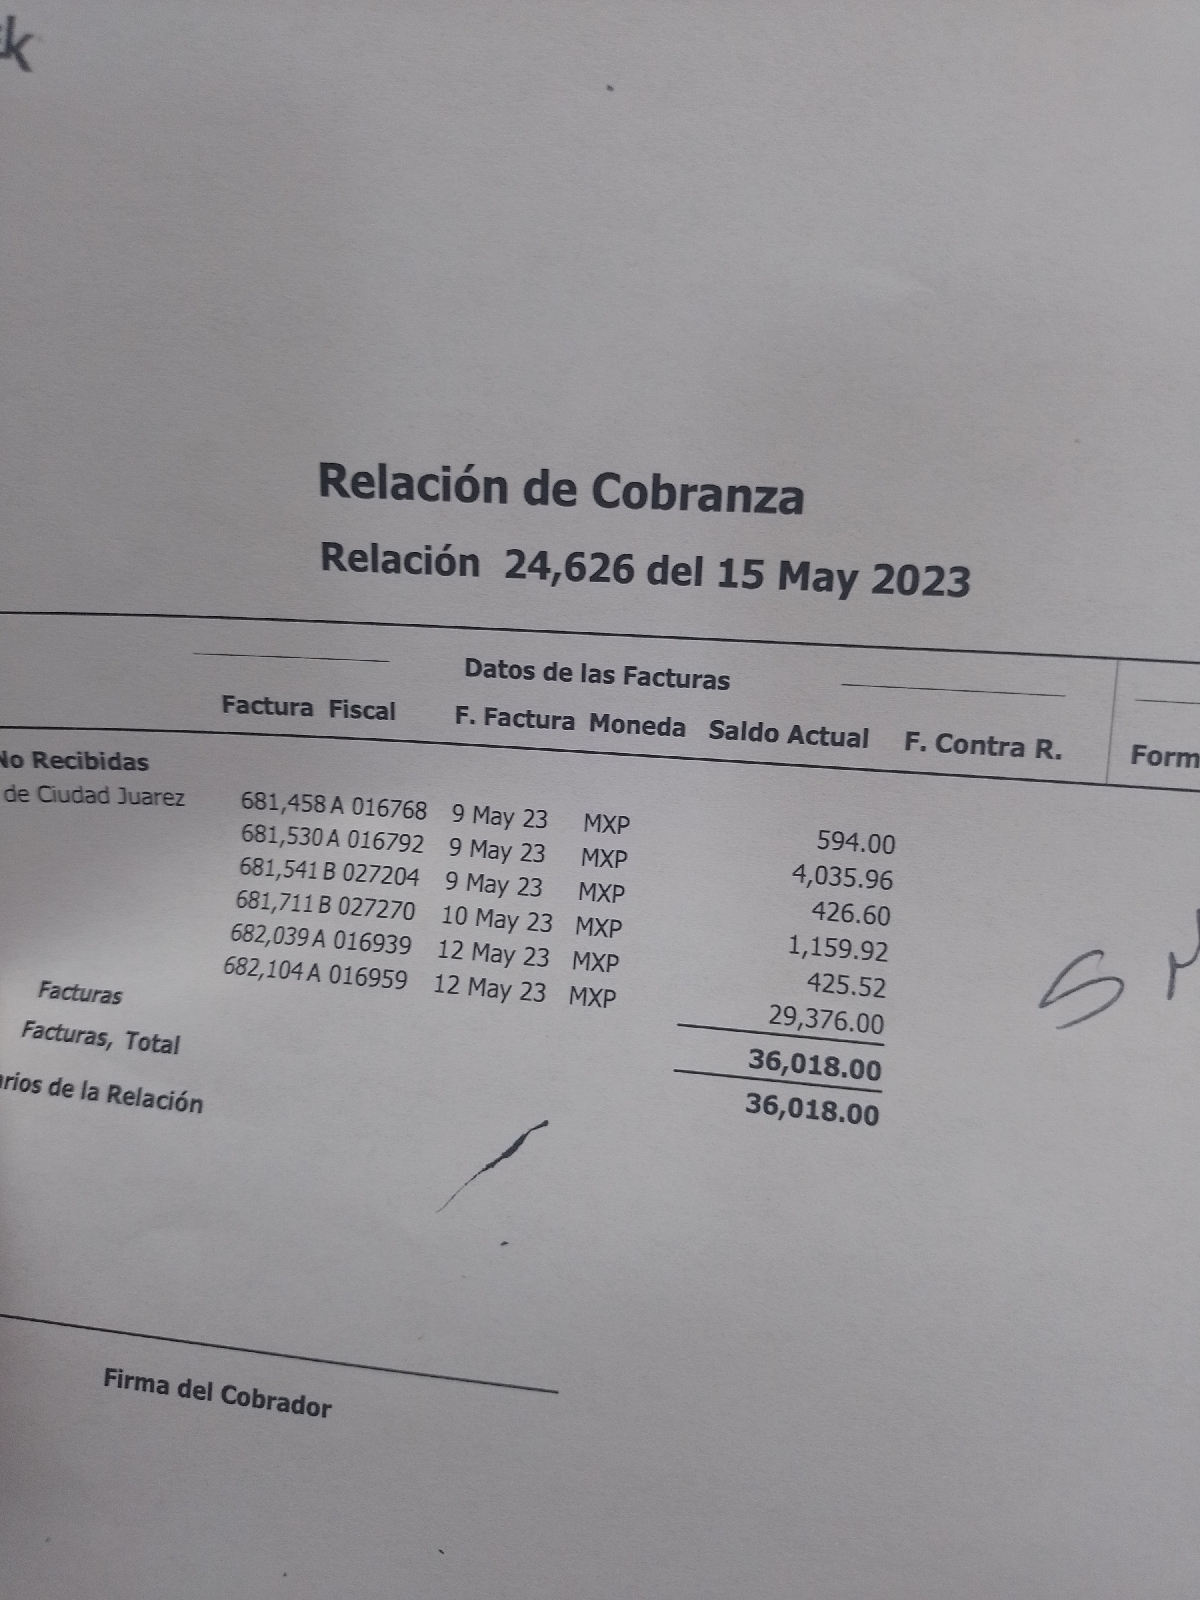 Relación de Cobranza
Relación 24,626 del 15 May 2023
Datos de las Facturas
Factura Fiscal F. Factura Moneda Saldo Actual F. Contra R. Form
No Recibidas
de Ciudad Juarez 681,458 A 016768 9 May 23 MXP 594.00
681,530 A 016792 9 May 23 MXP 4,035.96
681,541 B 027204 9 May 23 MXP 426.60
681,711 B 027270 10 May 23 MXP 1,159.92
682,039 A 016939 12 May 23 MXP 425.52
682,104 A 016959 12 May 23 MXP 29,376.00
Facturas 36,018.00
Facturas, Total 36,018.00
arios de la Relación
Firma del Cobrador